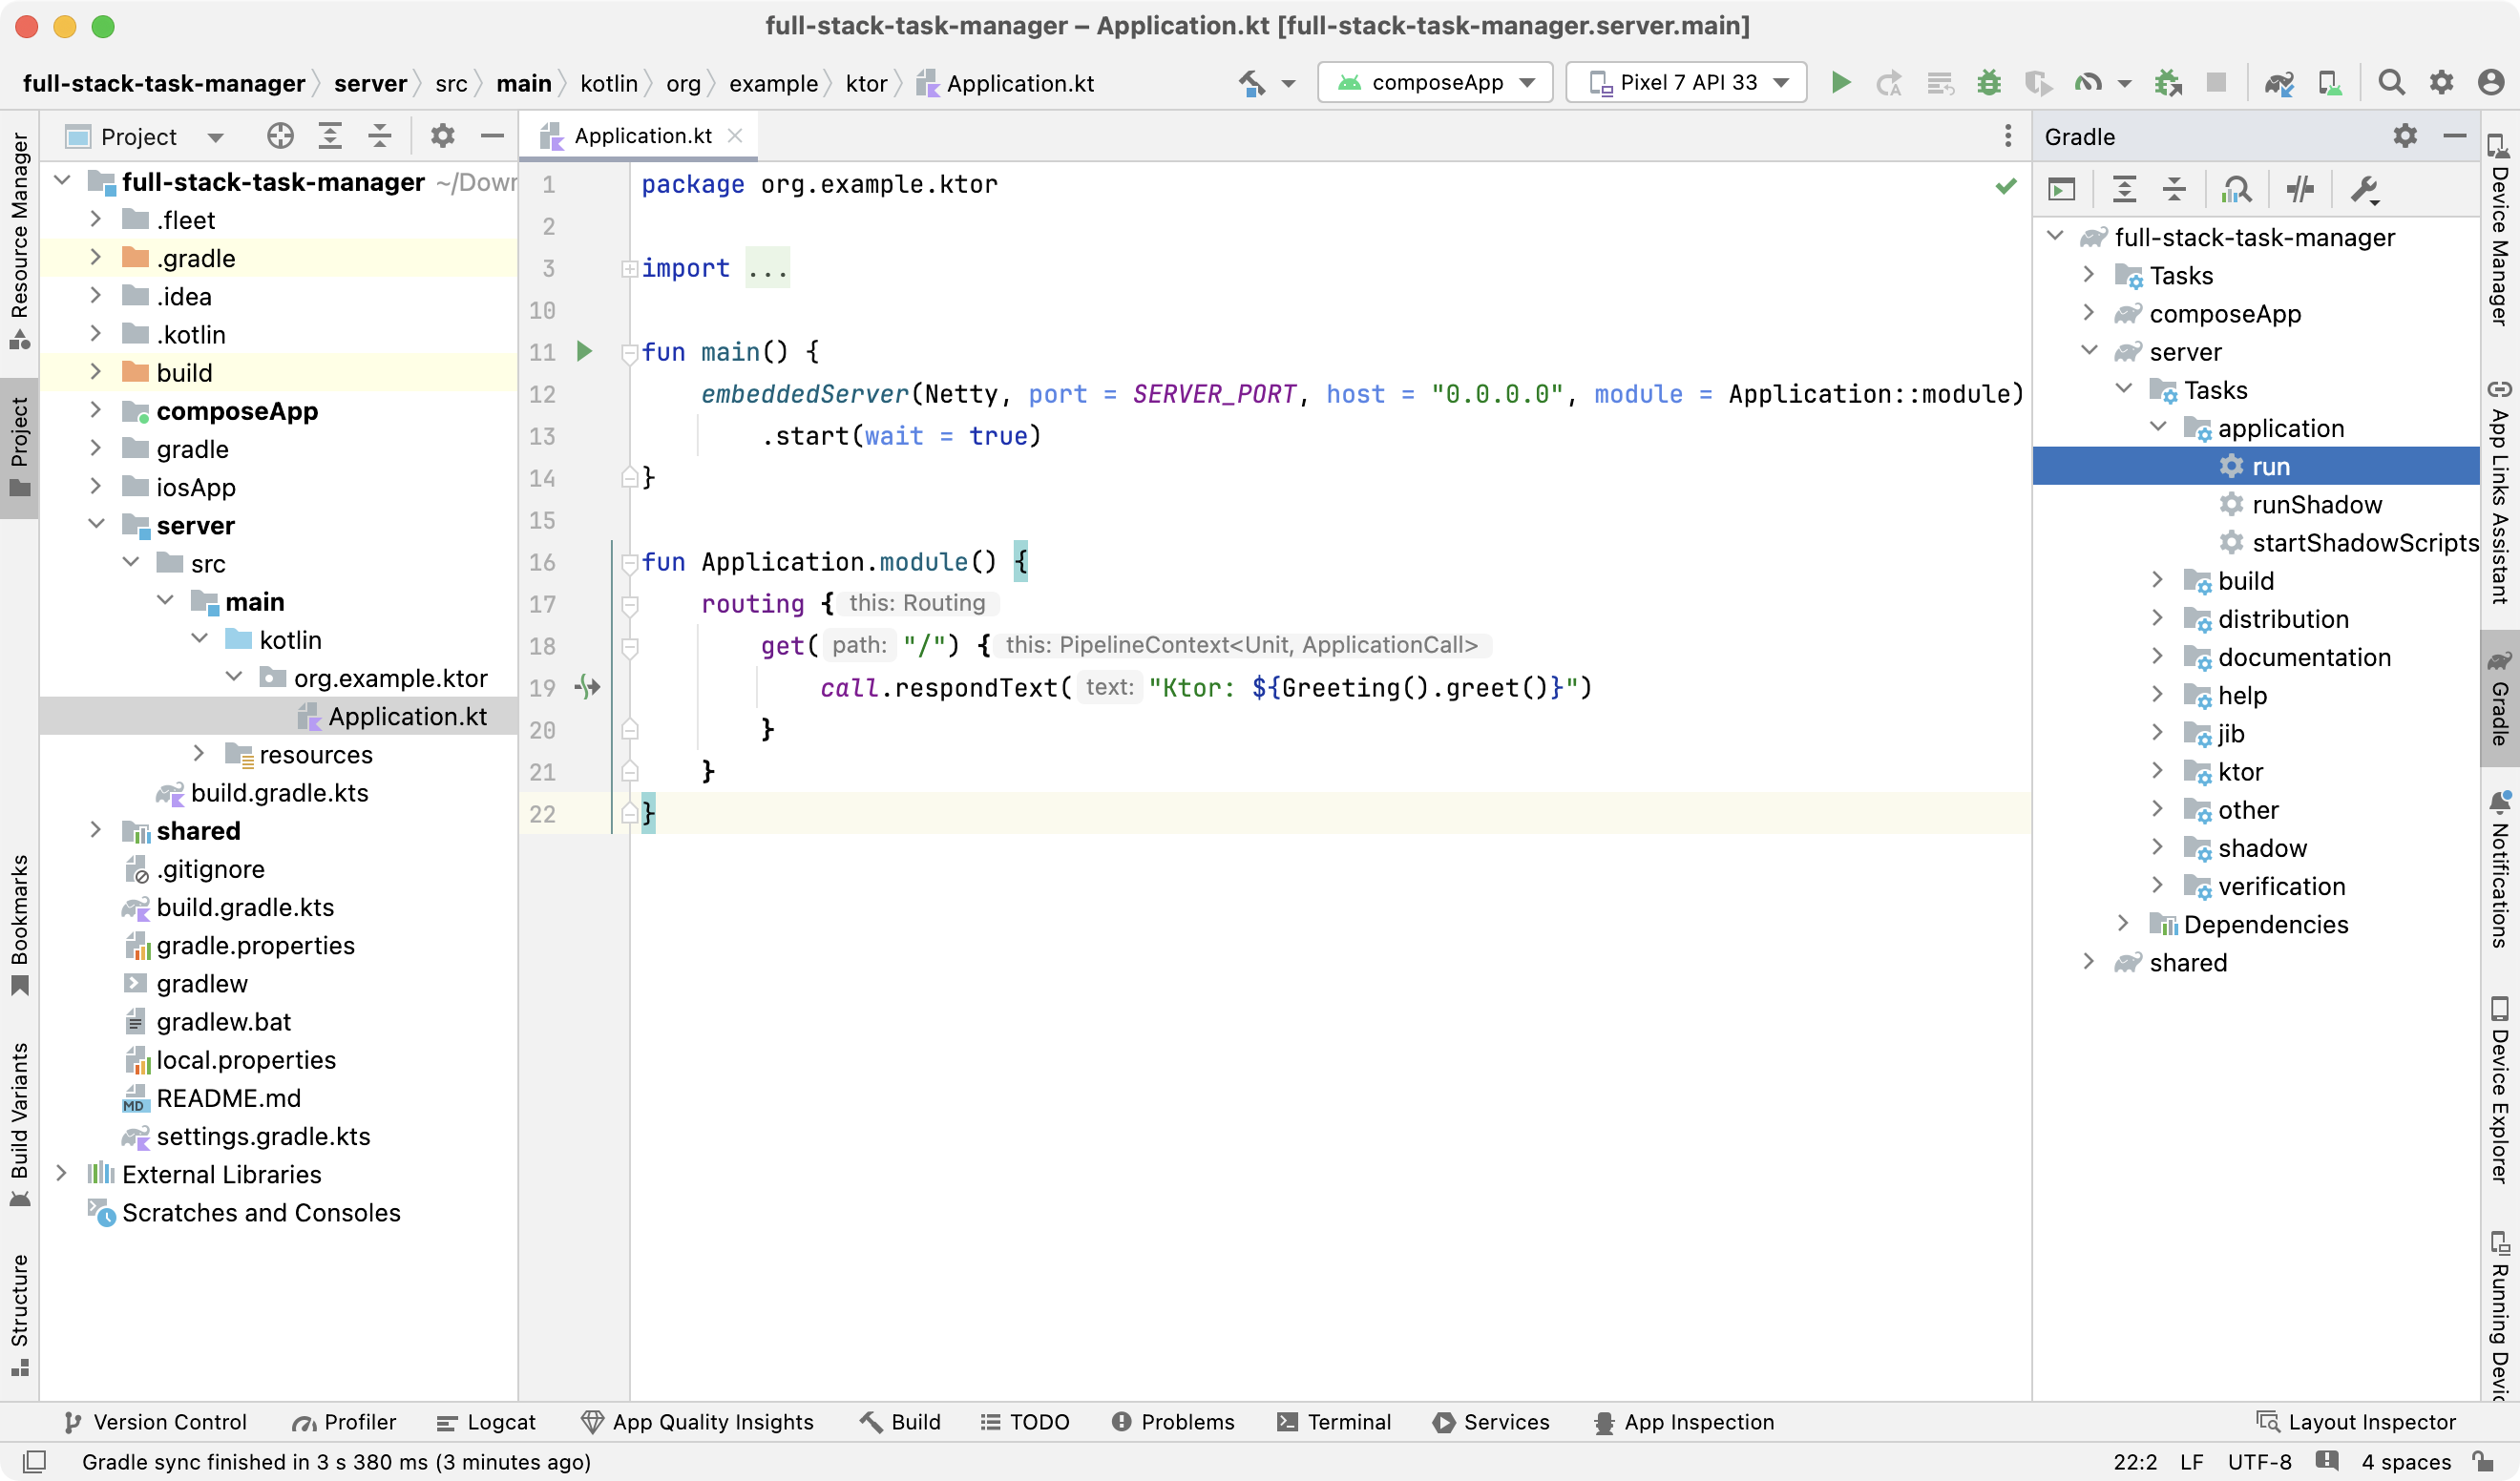 full-stack-task-manager – Application.kt [full-stack-task-manager.server.main]
full-stack-task-manager server src main kotlin org example ktor Application.kt composeApp Pixel 7 API 33
Resource Manager
Project
Bookmarks
Build Variants
Structure
Project
full-stack-task-manager ~/Dowr
.fleet
.gradle
.idea
.kotlin
build
composeApp
gradle
iosApp
server
src
main
kotlin
org.example.ktor
Application.kt
resources
build.gradle.kts
shared
.gitignore
build.gradle.kts
gradle.properties
gradlew
gradlew.bat
local.properties
README.md
settings.gradle.kts
External Libraries
Scratches and Consoles
Application.kt
1 package org.example.ktor
2
3 import ...
10
11 fun main() {
12 embeddedServer(Netty, port = SERVER_PORT, host = "0.0.0.0", module = Application::module)
13 .start(wait = true)
14 }
15
16 fun Application.module() {
17 routing { this: Routing
18 get( path: "/") { this: PipelineContext<Unit, ApplicationCall>
19 call.respondText( text: "Ktor: ${Greeting().greet()}")
20 }
21 }
22 }
Gradle
full-stack-task-manager
Tasks
composeApp
server
Tasks
application
run
runShadow
startShadowScripts
build
distribution
documentation
help
jib
ktor
other
shadow
verification
Dependencies
shared
Device Manager
App Links Assistant
Gradle
Notifications
Device Explorer
Running Devic
Version Control Profiler Logcat App Quality Insights Build TODO Problems Terminal Services App Inspection Layout Inspector
Gradle sync finished in 3 s 380 ms (3 minutes ago) 22:2 LF UTF-8 4 spaces